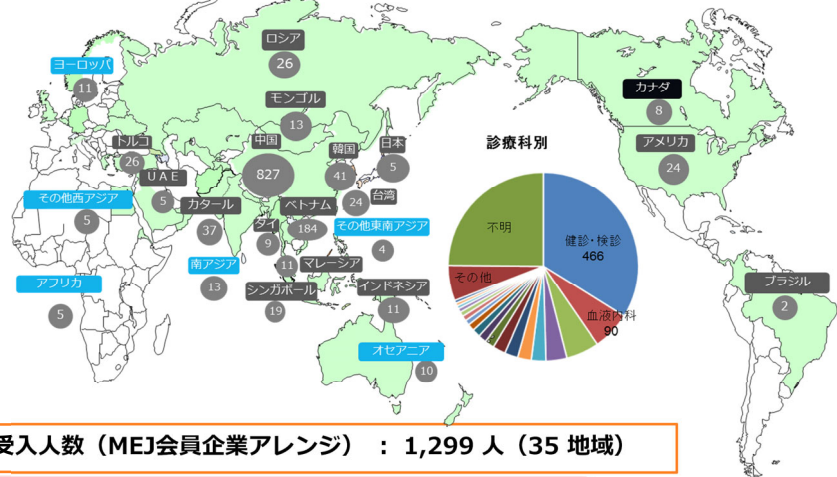 ロシア
26
ヨーロッパ
11
モンゴル
13
カナダ
8
トルコ
26
中国
827
韓国
41
日本
5
診療科別
アメリカ
24
UAE
5
その他西アジア
5
カタール
37
ベトナム
184
台湾
24
タイ
9
その他東南アジア
4
不明
健診・検診
466
南アジア
13
11
マレーシア
その他
アフリカ
5
シンガポール
19
インドネシア
11
ブラジル
2
血液内科
90
オセアニア
10
受入人数（MEJ会員企業アレンジ） ： 1,299 人（35 地域）